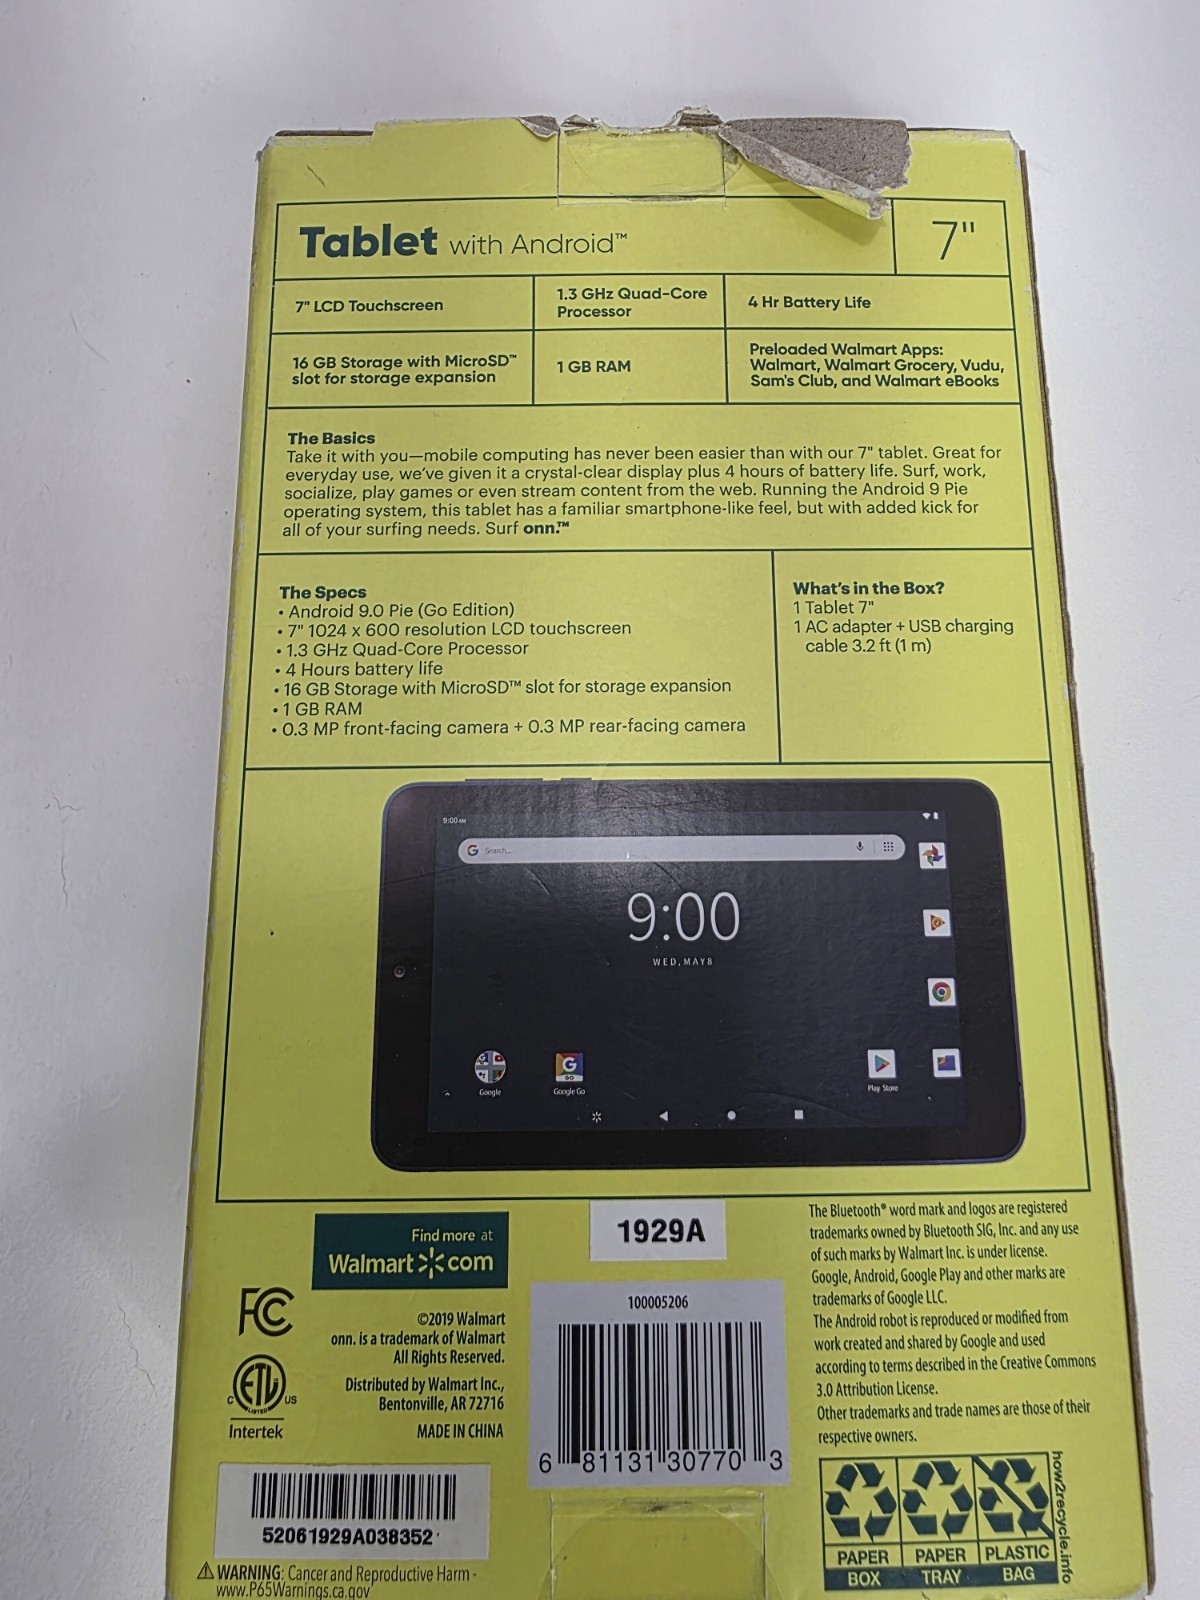 Tablet with Android™
7"
7" LCD Touchscreen
1.3 GHz Quad-Core
Processor
4 Hr Battery Life
16 GB Storage with MicroSD™
slot for storage expansion
1 GB RAM
Preloaded Walmart Apps:
Walmart, Walmart Grocery, Vudu,
Sam's Club, and Walmart eBooks
The Basics
Take it with you—mobile computing has never been easier than with our 7" tablet. Great for
everyday use, we've given it a crystal-clear display plus 4 hours of battery life. Surf, work,
socialize, play games or even stream content from the web. Running the Android 9 Pie
operating system, this tablet has a familiar smartphone-like feel, but with added kick for
all of your surfing needs. Surf onn.™
The Specs
• Android 9.0 Pie (Go Edition)
• 7" 1024 x 600 resolution LCD touchscreen
• 1.3 GHz Quad-Core Processor
• 4 Hours battery life
• 16 GB Storage with MicroSD™ slot for storage expansion
• 1 GB RAM
• 0.3 MP front-facing camera + 0.3 MP rear-facing camera
What's in the Box?
1 Tablet 7"
1 AC adapter + USB charging
cable 3.2 ft (1 m)
9:00 AM
G Search...
9:00
WED, MAY 8
Google
G
GO
Google Go
Play Store
Find more at
Walmart com
FC
©2019 Walmart
onn. is a trademark of Walmart
All Rights Reserved.
Distributed by Walmart Inc.,
Bentonville, AR 72716
MADE IN CHINA
C ETL US
LISTED
Intertek
52061929A038352
WARNING: Cancer and Reproductive Harm -
www.P65Warnings.ca.gov
1929A
100005206
6 81131 30770 3
The Bluetooth® word mark and logos are registered
trademarks owned by Bluetooth SIG, Inc. and any use
of such marks by Walmart Inc. is under license.
Google, Android, Google Play and other marks are
trademarks of Google LLC.
The Android robot is reproduced or modified from
work created and shared by Google and used
according to terms described in the Creative Commons
3.0 Attribution License.
Other trademarks and trade names are those of their
respective owners.
PAPER
BOX
PAPER
TRAY
PLASTIC
BAG
how2recycle.info